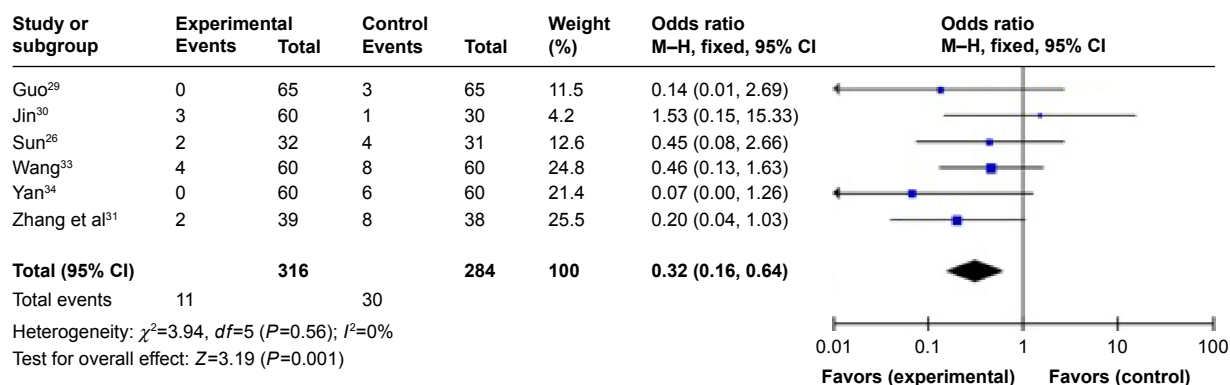 Study or subgroup Experimental Events Total Control Events Total Weight (%) Odds ratio M–H, fixed, 95% CI Odds ratio M–H, fixed, 95% CI
Guo29 0 65 3 65 11.5 0.14 (0.01, 2.69)
Jin30 3 60 1 30 4.2 1.53 (0.15, 15.33)
Sun26 2 32 4 31 12.6 0.45 (0.08, 2.66)
Wang33 4 60 8 60 24.8 0.46 (0.13, 1.63)
Yan34 0 60 6 60 21.4 0.07 (0.00, 1.26)
Zhang et al31 2 39 8 38 25.5 0.20 (0.04, 1.03)
Total (95% CI) 316 284 100 0.32 (0.16, 0.64)
Total events 11 30
Heterogeneity: χ2=3.94, df=5 (P=0.56); I2=0%
Test for overall effect: Z=3.19 (P=0.001)
0.01 0.1 1 10 100
Favors (experimental) Favors (control)